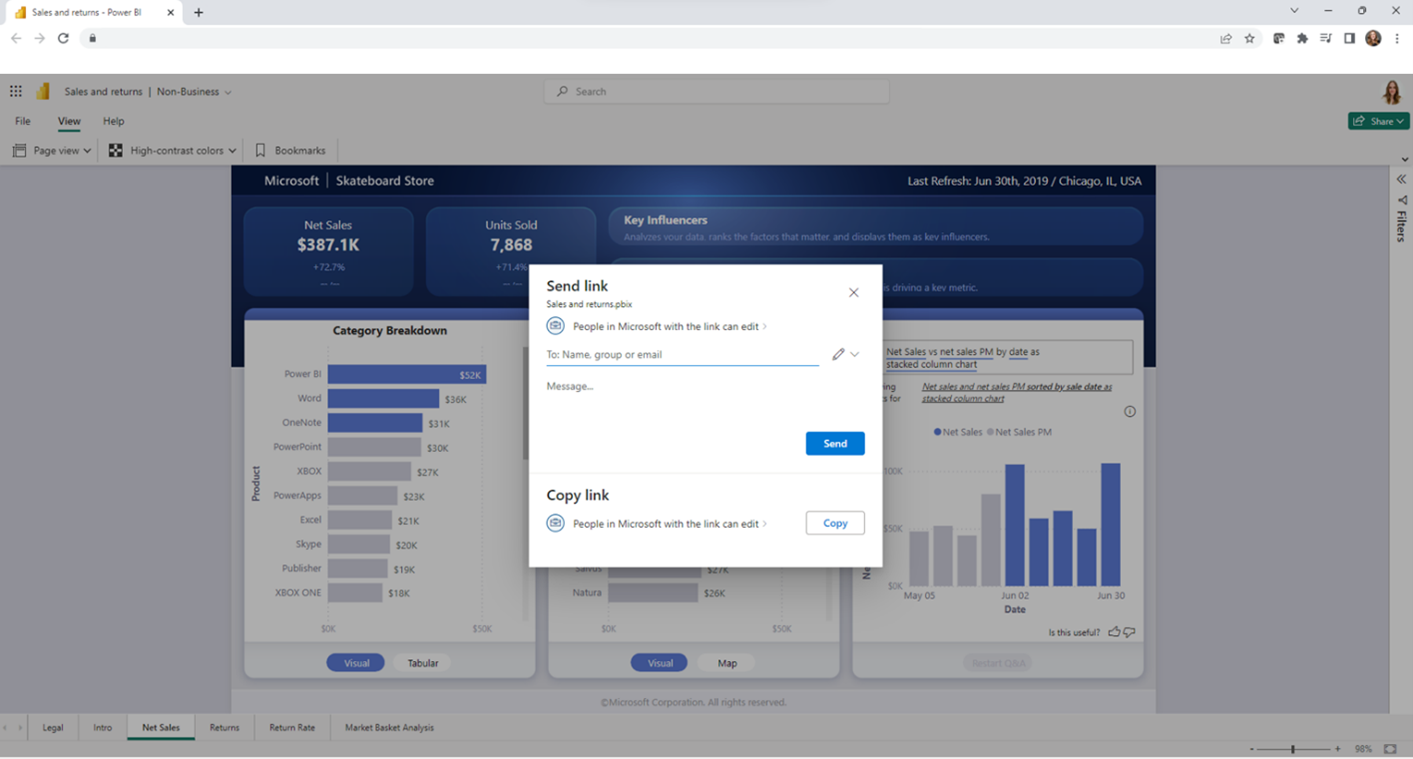 Sales and returns - Power BI
Sales and returns | Non-Business
Search
File View Help
Share
Page view High-contrast colors Bookmarks
Microsoft | Skateboard Store
Last Refresh: Jun 30th, 2019 / Chicago, IL, USA
Net Sales
$387.1K
+72.7%
Units Sold
7,868
+71.4%
Key Influencers
Analyzes your data, ranks the factors that matter, and displays them as key influencers.
is driving a key metric.
Filters
Send link
Sales and returns.pbix
People in Microsoft with the link can edit
To: Name, group or email
Message...
Send
Copy link
People in Microsoft with the link can edit
Copy
Category Breakdown
Product
Power BI $52K
Word $36K
OneNote $31K
PowerPoint $30K
XBOX $27K
PowerApps $23K
Excel $21K
Skype $20K
Publisher $19K
XBOX ONE $18K
$0K $50K
Visual Tabular
$27K
Natura $26K
$0K $50K
Visual Map
Net Sales vs net sales PM by date as
stacked column chart
Net sales and net sales PM sorted by sale date as
stacked column chart
s for
Net Sales Net Sales PM
100K
$50K
$0K
May 05 Jun 02 Jun 30
Date
Is this useful?
Restart Q&A
©Microsoft Corporation, All rights reserved.
Legal Intro Net Sales Returns Return Rate Market Basket Analysis
- + 98%